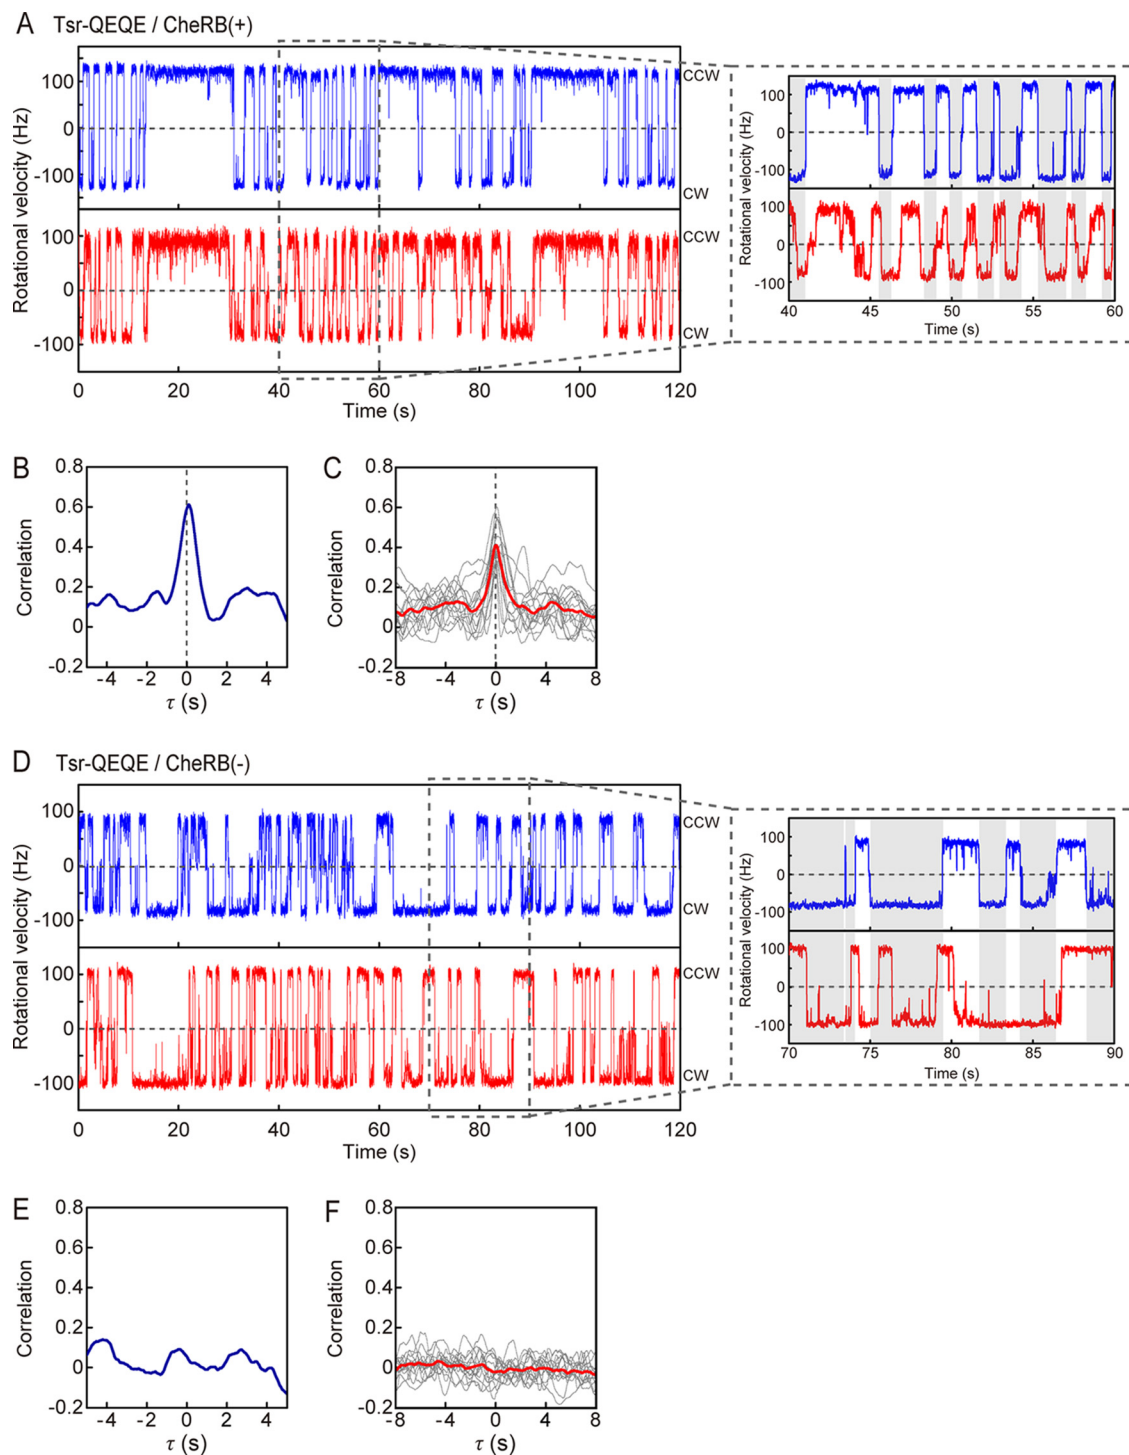 A Tsr-QEQE / CheRB(+)
Rotational velocity (Hz)
100
0
-100
CCW
CW
100
0
-100
CCW
CW
0 20 40 60 80 100 120
Time (s)
Rotational velocity (Hz)
100
0
-100
100
0
-100
40 45 50 55 60
Time (s)
B
Correlation
0.8
0.6
0.4
0.2
0
-0.2
-4 -2 0 2 4
τ (s)
C
Correlation
0.8
0.6
0.4
0.2
0
-0.2
-8 -4 0 4 8
τ (s)
D Tsr-QEQE / CheRB(-)
Rotational velocity (Hz)
100
0
-100
CCW
CW
100
0
-100
CCW
CW
0 20 40 60 80 100 120
Time (s)
Rotational velocity (Hz)
100
0
-100
100
0
-100
70 75 80 85 90
Time (s)
E
Correlation
0.8
0.6
0.4
0.2
0
-0.2
-4 -2 0 2 4
τ (s)
F
Correlation
0.8
0.6
0.4
0.2
0
-0.2
-8 -4 0 4 8
τ (s)